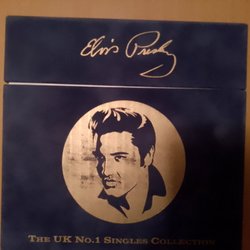 Elvis Presley
THE UK NO.1 SINGLES COLLECTION